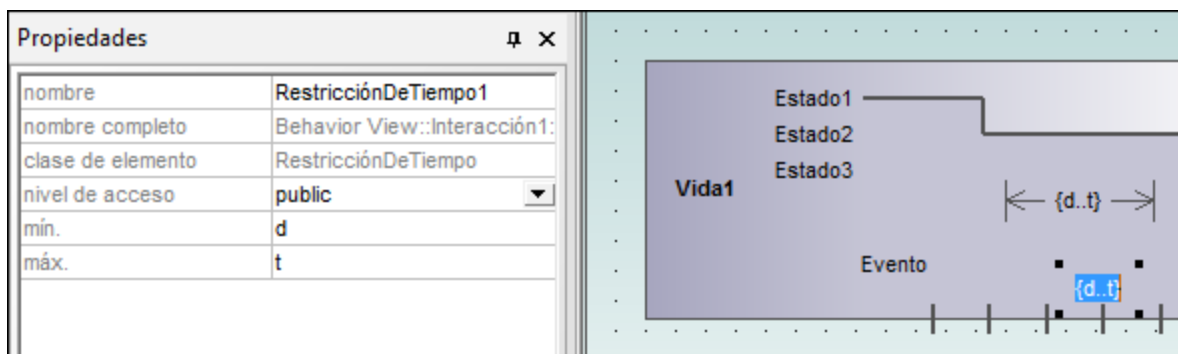 Propiedades
nombre RestricciónDeTiempo1
nombre completo Behavior View::Interacción1:
clase de elemento RestricciónDeTiempo
nivel de acceso public
mín. d
máx. t
Estado1
Estado2
Estado3
Vida1
{d..t}
Evento
{d..t}